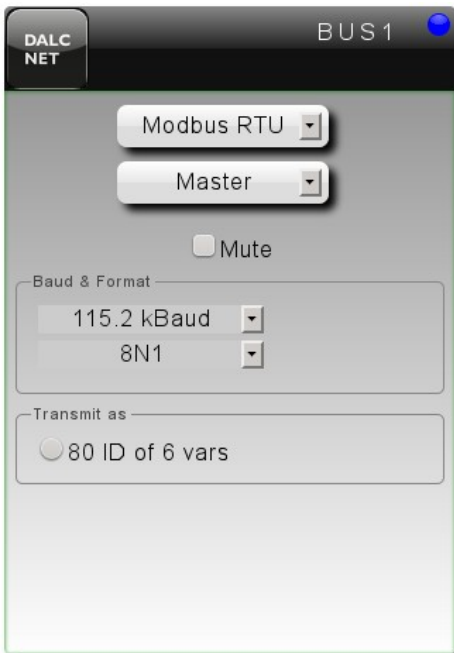 DALC
NET
BUS1
Modbus RTU
Master
Mute
Baud & Format
115.2 kBaud
8N1
Transmit as
80 ID of 6 vars